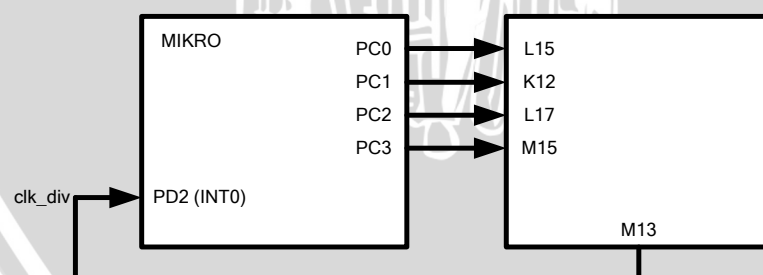 MIKRO
PC0
PC1
PC2
PC3
clk_div
PD2 (INT0)
L15
K12
L17
M15
M13